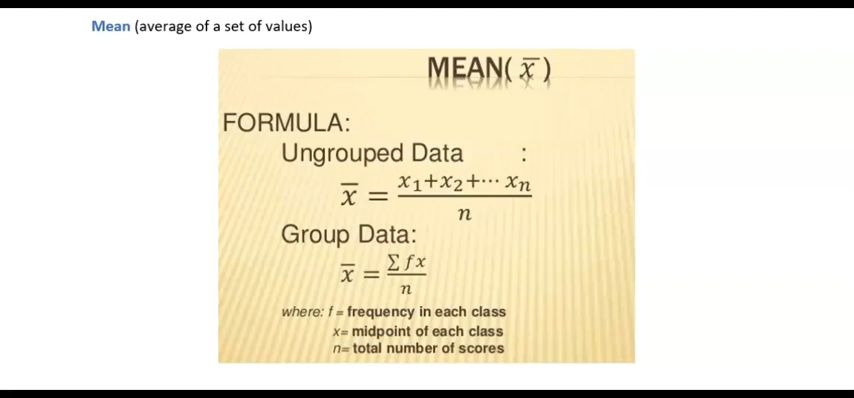 Mean (average of a set of values)
MEAN( x̅ )
FORMULA:
Ungrouped Data :
x̅ = x₁+x₂+⋯ xₙ / n
Group Data:
x̅ = ∑ fx / n
where: f = frequency in each class
x= midpoint of each class
n= total number of scores